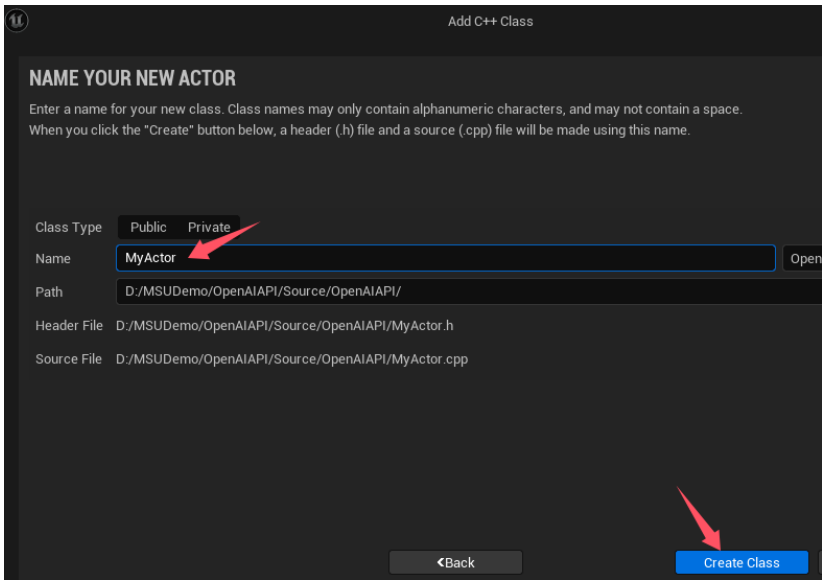 Add C++ Class
NAME YOUR NEW ACTOR
Enter a name for your new class. Class names may only contain alphanumeric characters, and may not contain a space.
When you click the "Create" button below, a header (.h) file and a source (.cpp) file will be made using this name.
Class Type Public Private
Name MyActor Open
Path D:/MSUDemo/OpenAIAPI/Source/OpenAIAPI/
Header File D:/MSUDemo/OpenAIAPI/Source/OpenAIAPI/MyActor.h
Source File D:/MSUDemo/OpenAIAPI/Source/OpenAIAPI/MyActor.cpp
<Back Create Class